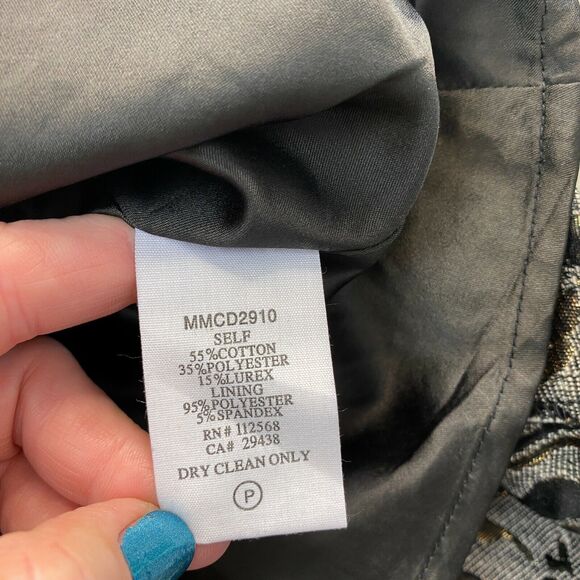 MMCD2910
SELF
55%COTTON
35%POLYESTER
15%LUREX
LINING
95%POLYESTER
5%SPANDEX
RN# 112568
CA# 29438
DRY CLEAN ONLY
P